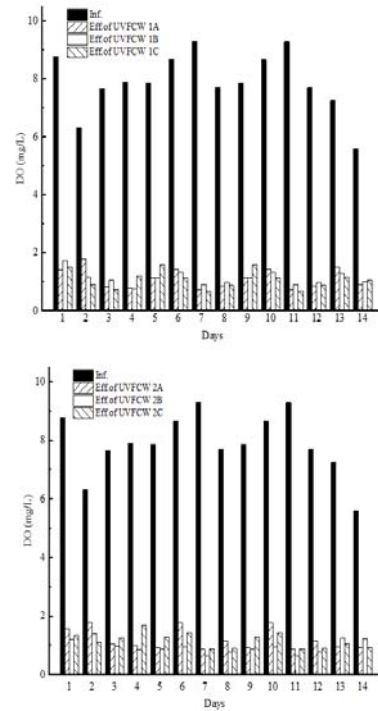 10
8
6
4
2
0
DO (mg/L)
Inf.
Eff.of UVFCW 1A
Eff.of UVFCW 1B
Eff.of UVFCW 1C
1 2 3 4 5 6 7 8 9 10 11 12 13 14
Days
10
8
6
4
2
0
DO (mg/L)
Inf.
Eff.of UVFCW 2A
Eff.of UVFCW 2B
Eff.of UVFCW 2C
1 2 3 4 5 6 7 8 9 10 11 12 13 14
Days